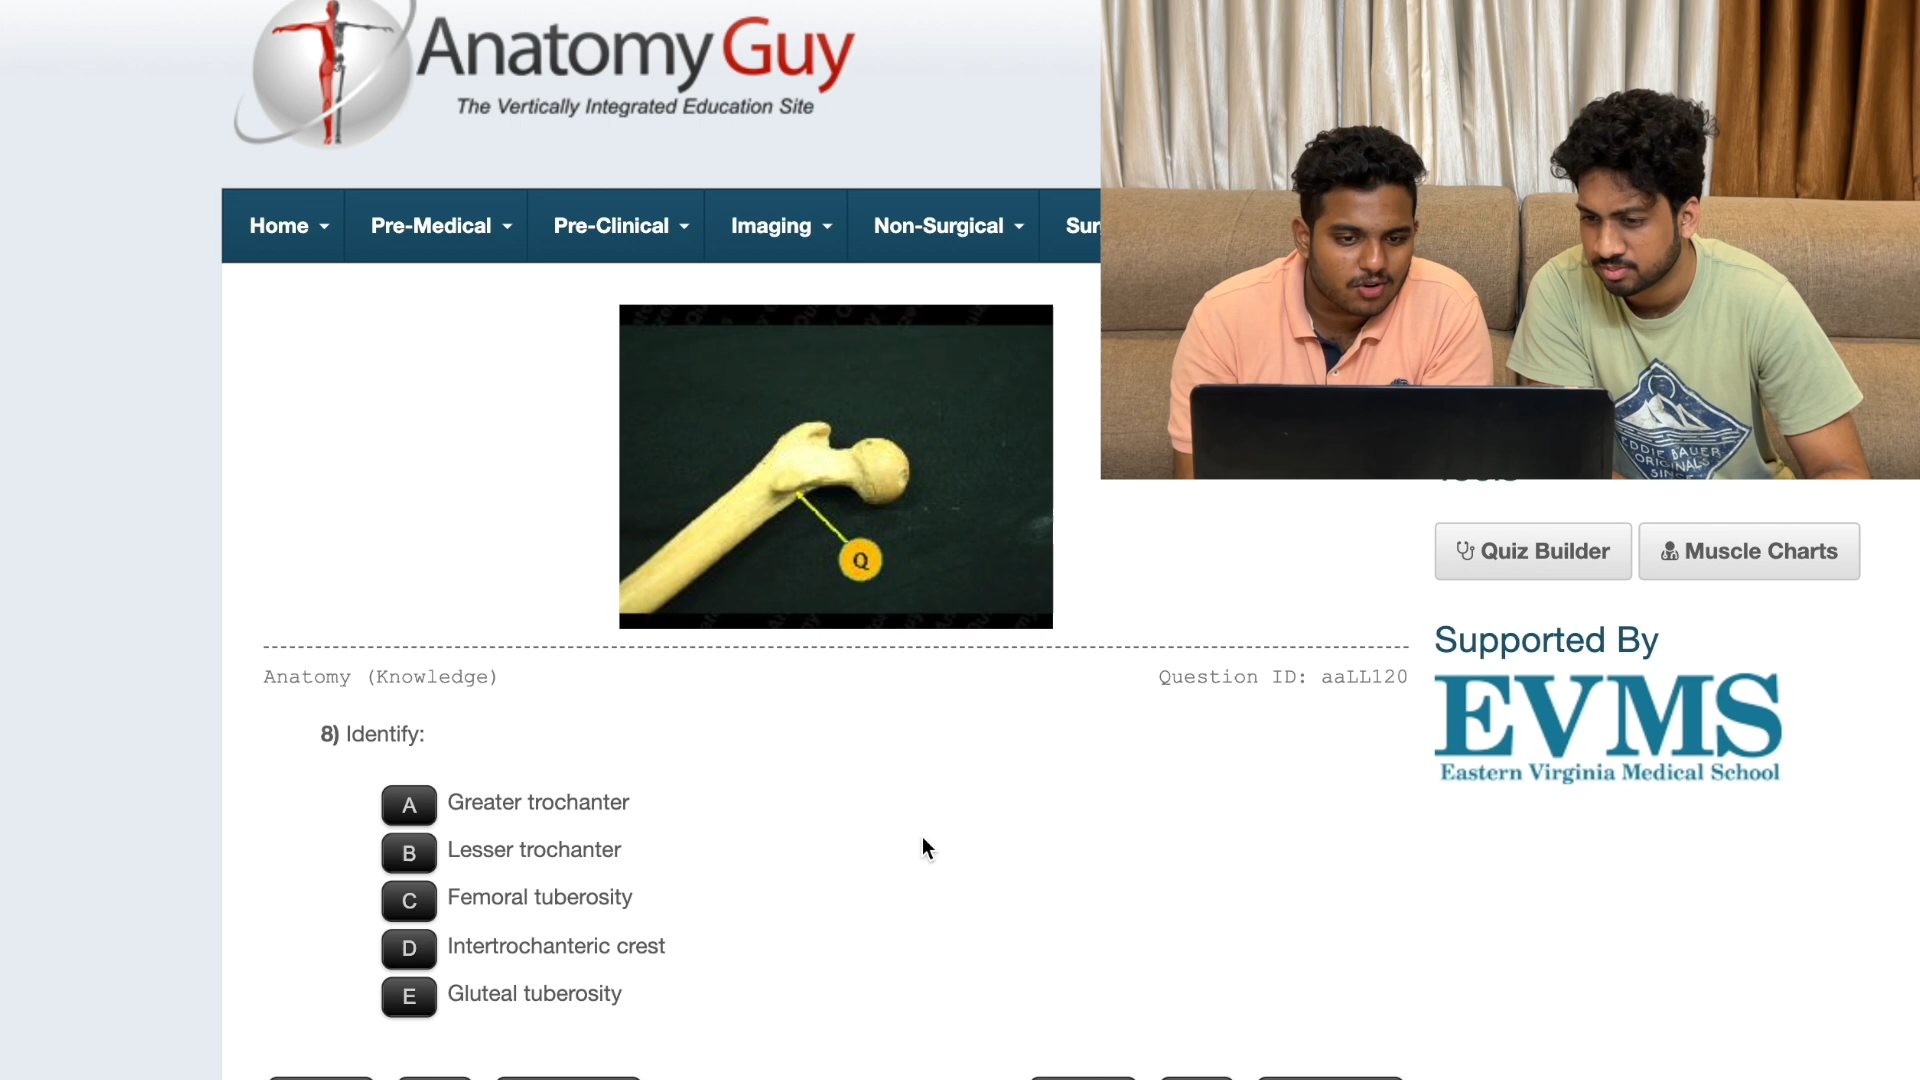 Anatomy Guy
The Vertically Integrated Education Site
Home
Pre-Medical
Pre-Clinical
Imaging
Non-Surgical
Q
EDDIE BAUER
Quiz Builder
Muscle Charts
Supported By
EVMS
Eastern Virginia Medical School
Anatomy (Knowledge)
Question ID: aaLL120
8) Identify:
A Greater trochanter
B Lesser trochanter
C Femoral tuberosity
D Intertrochanteric crest
E Gluteal tuberosity